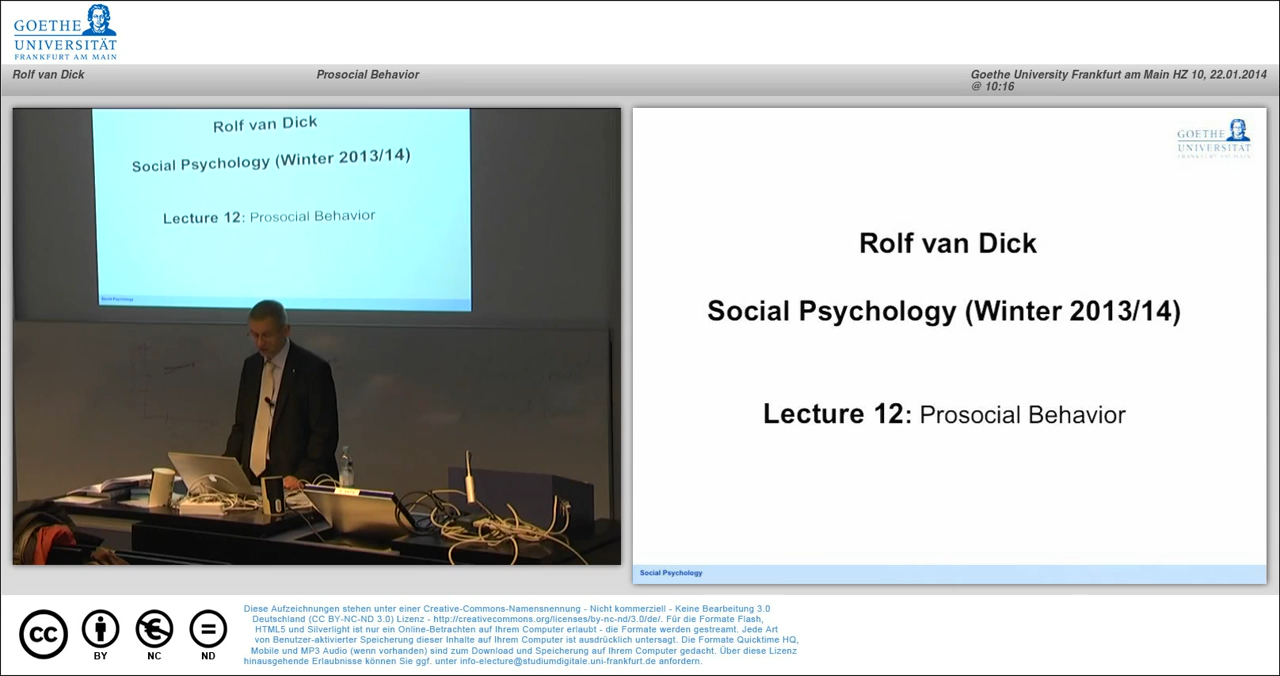 GOETHE
UNIVERSITÄT
FRANKFURT AM MAIN
Rolf van Dick
Prosocial Behavior
Goethe University Frankfurt am Main HZ 10, 22.01.2014
@ 10:16
Rolf van Dick
Social Psychology (Winter 2013/14)
Lecture 12: Prosocial Behavior
Social Psychology
GOETHE
UNIVERSITÄT
FRANKFURT AM MAIN
Rolf van Dick
Social Psychology (Winter 2013/14)
Lecture 12: Prosocial Behavior
Social Psychology
cc
BY
NC
ND
Diese Aufzeichnungen stehen unter einer Creative-Commons-Namensnennung - Nicht kommerziell - Keine Bearbeitung 3.0
Deutschland (CC BY-NC-ND 3.0) Lizenz - http://creativecommons.org/licenses/by-nc-nd/3.0/de/. Für die Formate Flash,
HTML5 und Silverlight ist nur ein Online-Betrachten auf Ihrem Computer erlaubt - die Formate werden gestreamt. Jede Art
von Benutzer-aktivierter Speicherung dieser Inhalte auf Ihrem Computer ist ausdrücklich untersagt. Die Formate Quicktime HQ,
Mobile und MP3 Audio (wenn vorhanden) sind zum Download und Speicherung auf Ihrem Computer gedacht. Über diese Lizenz
hinausgehende Erlaubnisse können Sie ggf. unter info-electure@studiumdigitale.uni-frankfurt.de anfordern.